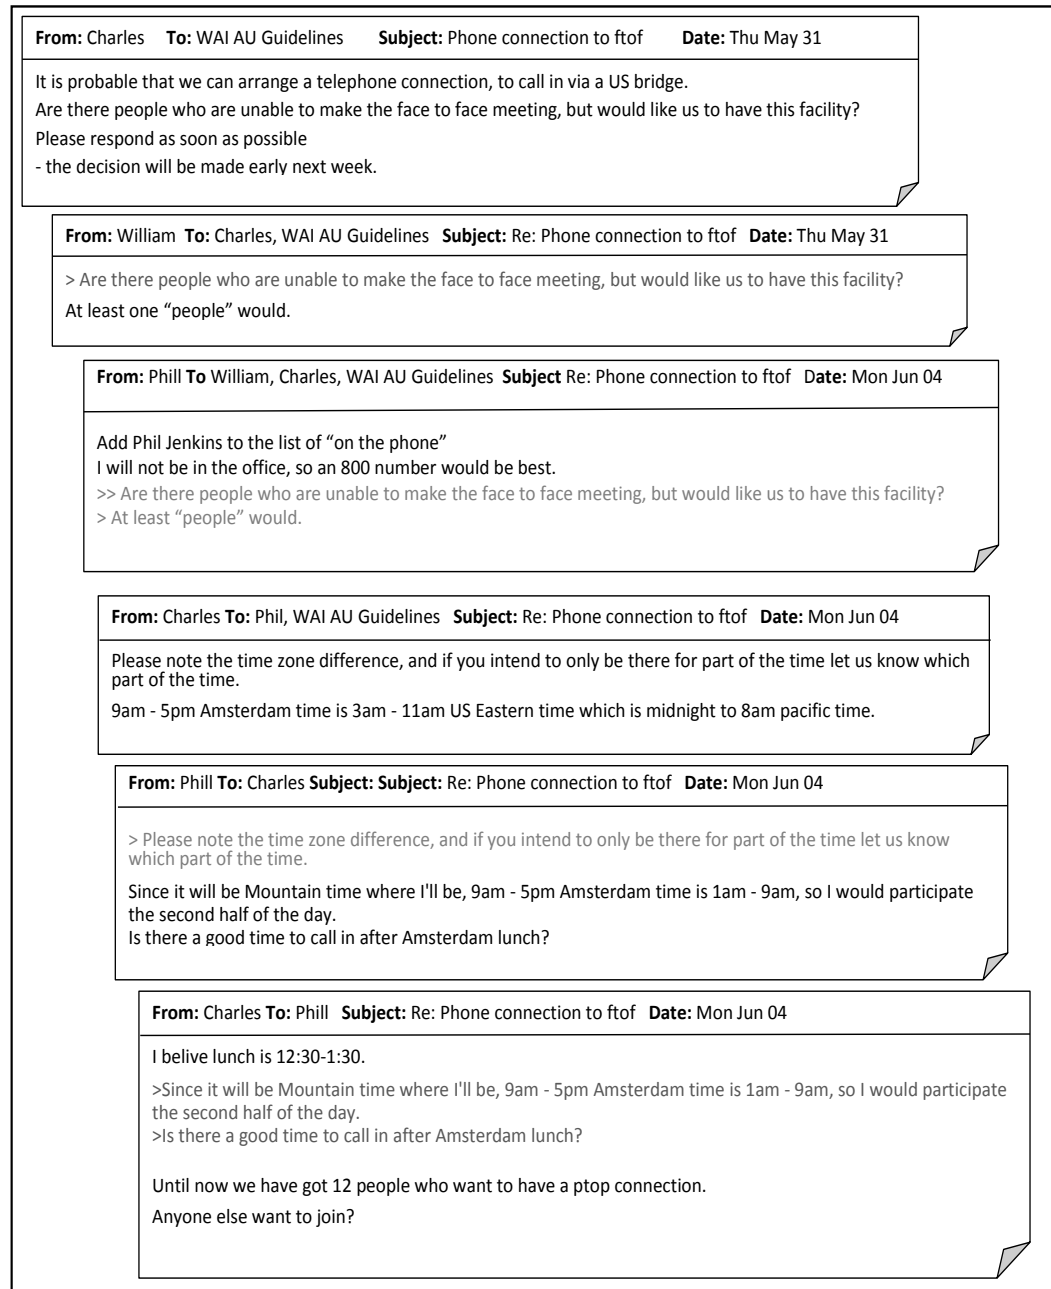 From: Charles To: WAI AU Guidelines Subject: Phone connection to ftof Date: Thu May 31
It is probable that we can arrange a telephone connection, to call in via a US bridge.
Are there people who are unable to make the face to face meeting, but would like us to have this facility?
Please respond as soon as possible
- the decision will be made early next week.
From: William To: Charles, WAI AU Guidelines Subject: Re: Phone connection to ftof Date: Thu May 31
> Are there people who are unable to make the face to face meeting, but would like us to have this facility?
At least one “people” would.
From: Phill To William, Charles, WAI AU Guidelines Subject Re: Phone connection to ftof Date: Mon Jun 04
Add Phil Jenkins to the list of “on the phone”
I will not be in the office, so an 800 number would be best.
>> Are there people who are unable to make the face to face meeting, but would like us to have this facility?
> At least “people” would.
From: Charles To: Phil, WAI AU Guidelines Subject: Re: Phone connection to ftof Date: Mon Jun 04
Please note the time zone difference, and if you intend to only be there for part of the time let us know which
part of the time.
9am - 5pm Amsterdam time is 3am - 11am US Eastern time which is midnight to 8am pacific time.
From: Phill To: Charles Subject: Subject: Re: Phone connection to ftof Date: Mon Jun 04
> Please note the time zone difference, and if you intend to only be there for part of the time let us know
which part of the time.
Since it will be Mountain time where I'll be, 9am - 5pm Amsterdam time is 1am - 9am, so I would participate
the second half of the day.
Is there a good time to call in after Amsterdam lunch?
From: Charles To: Phill Subject: Re: Phone connection to ftof Date: Mon Jun 04
I belive lunch is 12:30-1:30.
>Since it will be Mountain time where I'll be, 9am - 5pm Amsterdam time is 1am - 9am, so I would participate
the second half of the day.
>Is there a good time to call in after Amsterdam lunch?
Until now we have got 12 people who want to have a ptop connection.
Anyone else want to join?